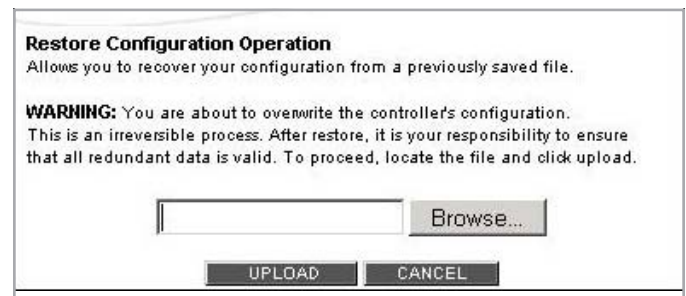 Restore Configuration Operation
Allows you to recover your configuration from a previously saved file.
WARNING: You are about to overwrite the controller's configuration.
This is an irreversible process. After restore, it is your responsibility to ensure
that all redundant data is valid. To proceed, locate the file and click upload.
Browse...
UPLOAD CANCEL